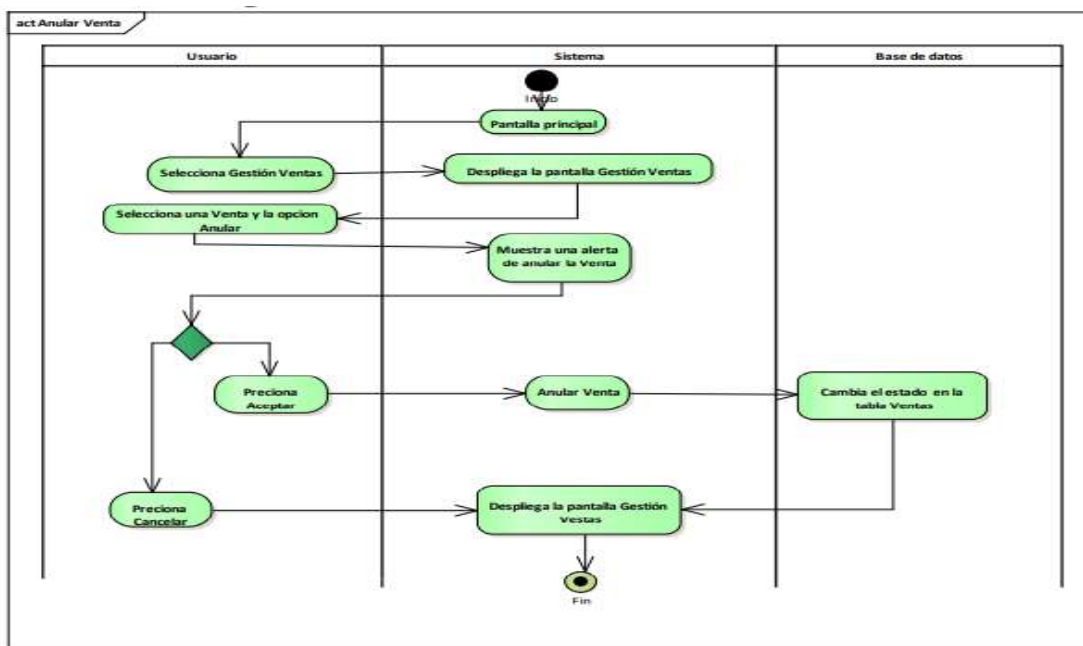 act Anular Venta
Usuario
Sistema
Base de datos
Inicio
Pantalla principal
Selecciona Gestión Ventas
Despliega la pantalla Gestión Ventas
Selecciona una Venta y la opcion
Anular
Muestra una alerta
de anular la Venta
Preciona
Aceptar
Anular Venta
Cambia el estado en la
tabla Ventas
Preciona
Cancelar
Despliega la pantalla Gestión
Vestas
Fin